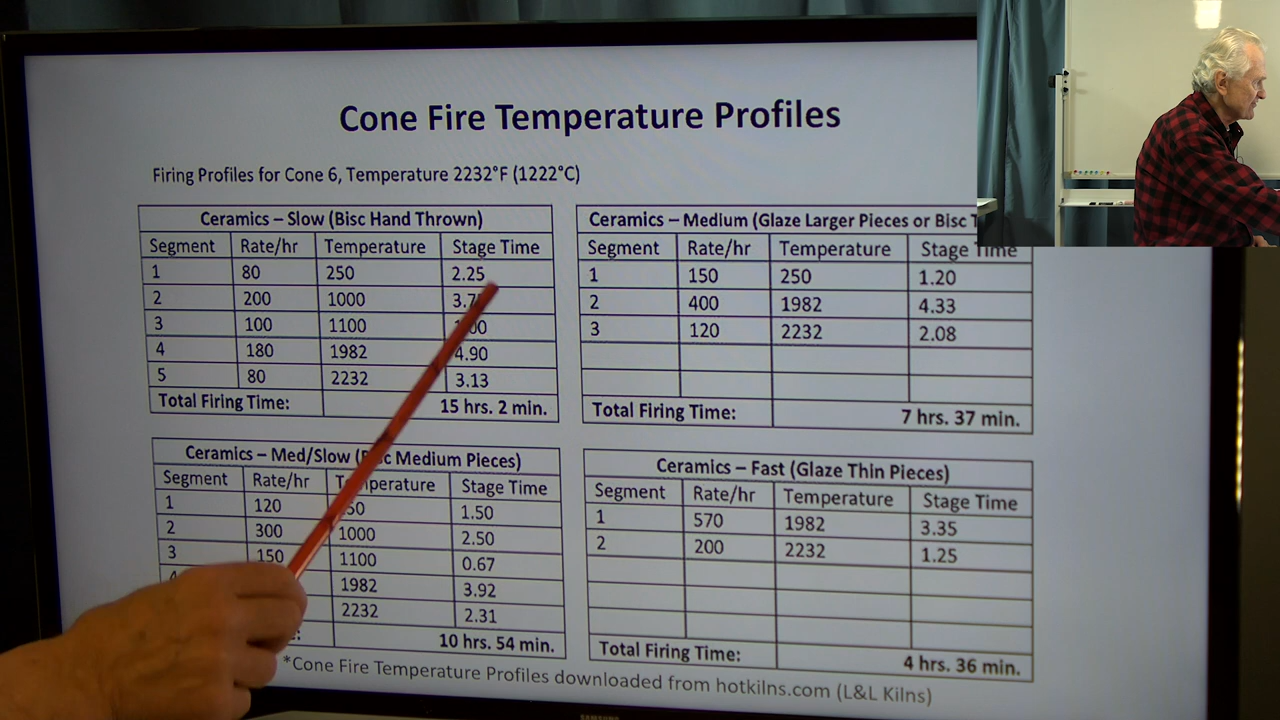 Cone Fire Temperature Profiles
Firing Profiles for Cone 6, Temperature 2232°F (1222°C)
Ceramics – Slow (Bisc Hand Thrown)
Segment Rate/hr Temperature Stage Time
1 80 250 2.25
2 200 1000
3 100 1100
4 180 1982 4.90
5 80 2232 3.13
Total Firing Time: 15 hrs. 2 min.
Ceramics – Medium (Glaze Larger Pieces or Bisc
Segment Rate/hr Temperature Stage Time
1 150 250 1.20
2 400 1982 4.33
3 120 2232 2.08
Total Firing Time: 7 hrs. 37 min.
Ceramics – Med/Slow Medium Pieces)
Segment Rate/hr Temperature Stage Time
1 120 1.50
2 300 1000 2.50
3 150 1100 0.67
1982 3.92
2232 2.31
10 hrs. 54 min.
Ceramics – Fast (Glaze Thin Pieces)
Segment Rate/hr Temperature Stage Time
1 570 1982 3.35
2 200 2232 1.25
Total Firing Time: 4 hrs. 36 min.
*Cone Fire Temperature Profiles downloaded from hotkilns.com (L&L Kilns)
SAMSUNG